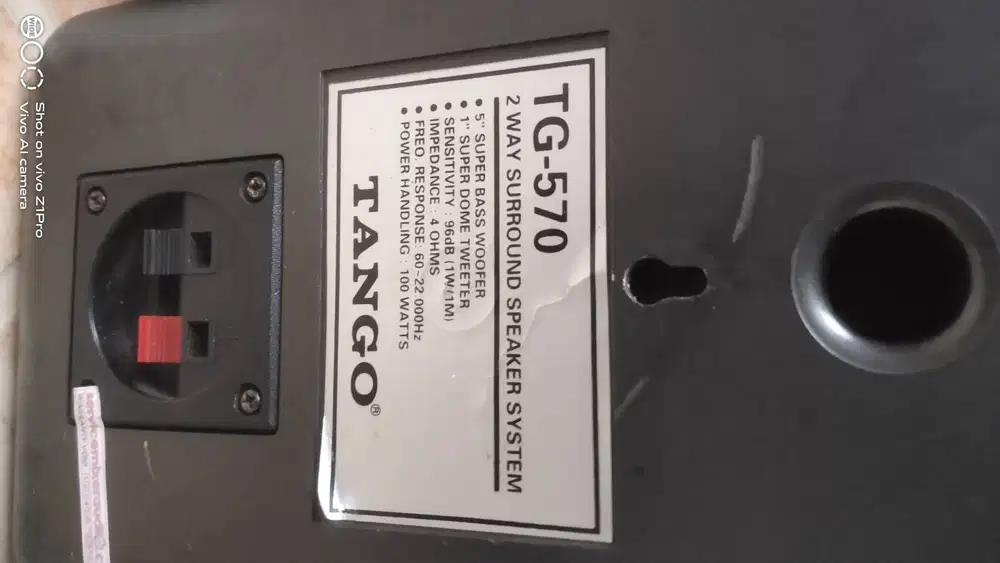 TG-570
2 WAY SURROUND SPEAKER SYSTEM
• 5" SUPER BASS WOOFER
• 1" SUPER DOME TWEETER
• SENSITIVITY : 96dB (1W/1M)
• IMPEDANCE : 4 OHMS
• FREQ. RESPONSE: 60-22 000Hz
• POWER HANDLING : 100 WATTS
TANGO®
Shot on vivo Z1Pro
Vivo AI camera